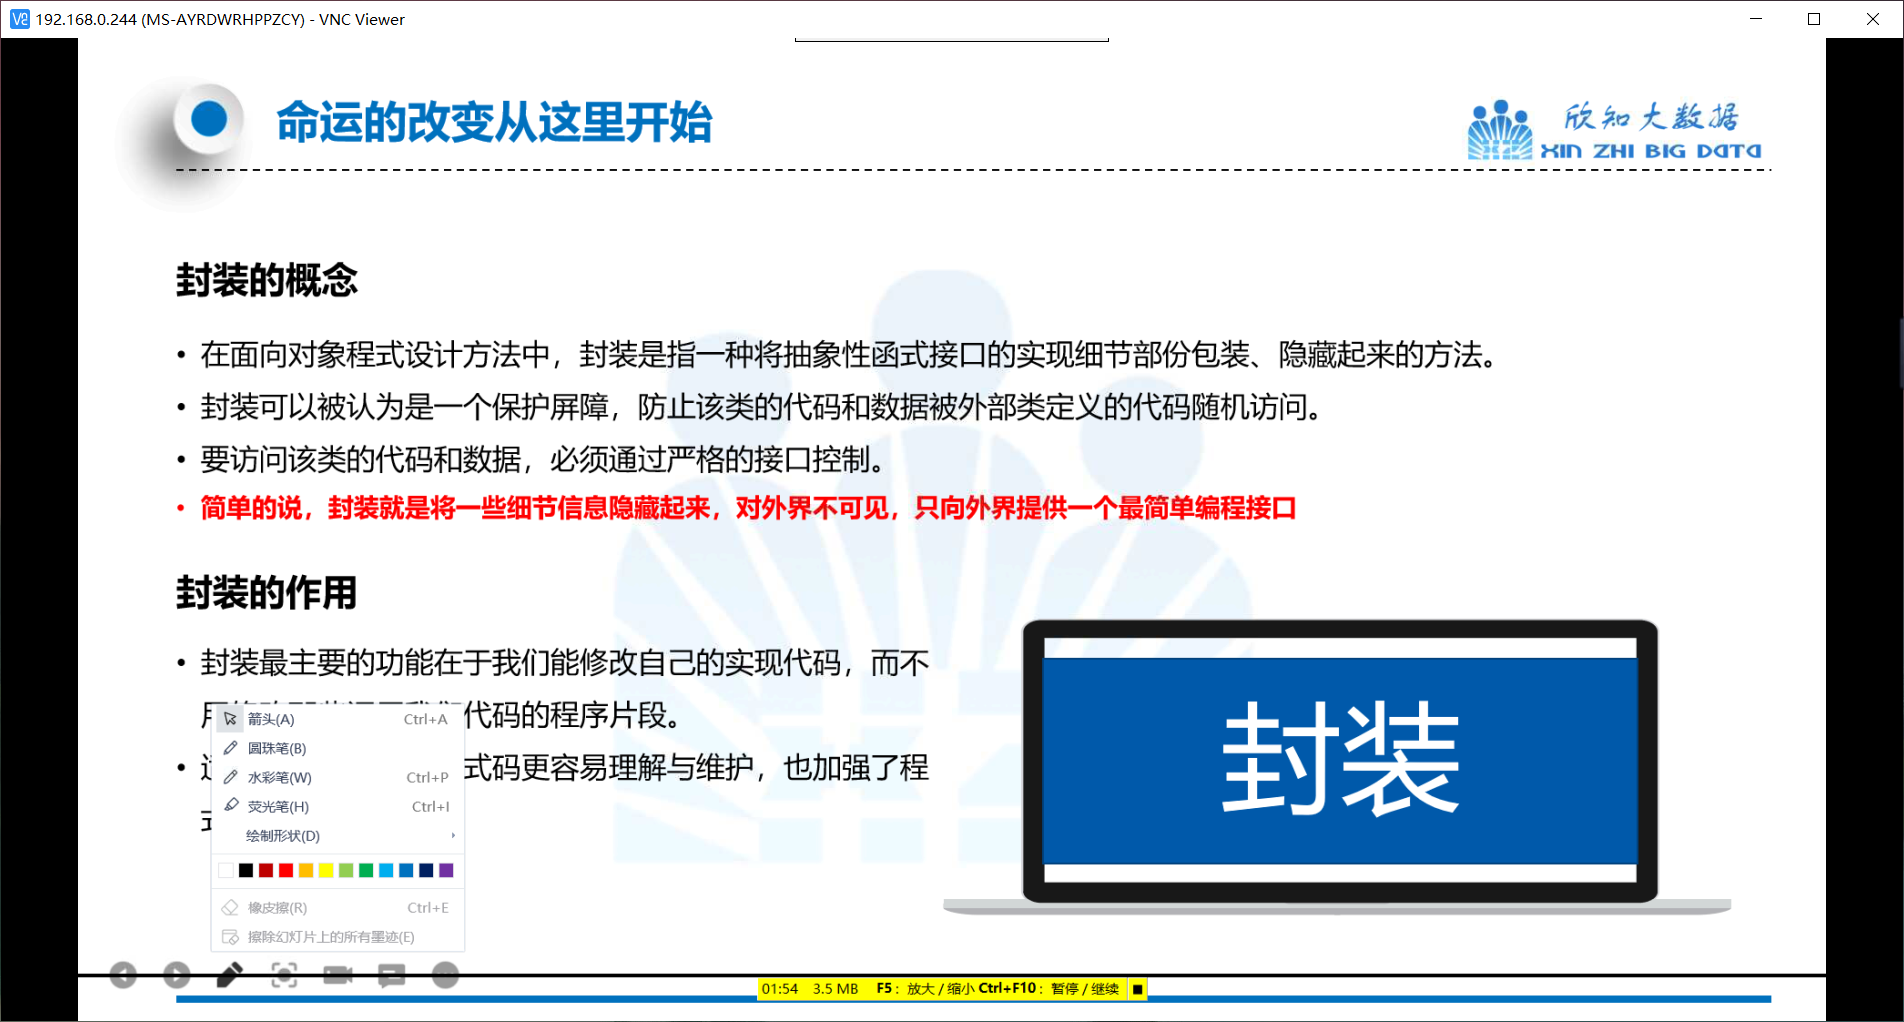 192.168.0.244 (MS-AYRDWRHPPZCY) - VNC Viewer
命运的改变从这里开始
欣知大数据
XIN ZHI BIG DATA
封装的概念
• 在面向对象程式设计方法中，封装是指一种将抽象性函式接口的实现细节部份包装、隐藏起来的方法。
• 封装可以被认为是一个保护屏障，防止该类的代码和数据被外部类定义的代码随机访问。
• 要访问该类的代码和数据，必须通过严格的接口控制。
• 简单的说，封装就是将一些细节信息隐藏起来，对外界不可见，只向外界提供一个最简单编程接口
封装的作用
• 封装最主要的功能在于我们能修改自己的实现代码，而不
代码的程序片段。
式码更容易理解与维护，也加强了程
箭头(A) Ctrl+A
圆珠笔(B)
水彩笔(W) Ctrl+P
荧光笔(H) Ctrl+I
绘制形状(D)
橡皮擦(R) Ctrl+E
擦除幻灯片上的所有墨迹(E)
封装
01:54 3.5 MB F5：放大 / 缩小 Ctrl+F10：暂停 / 继续